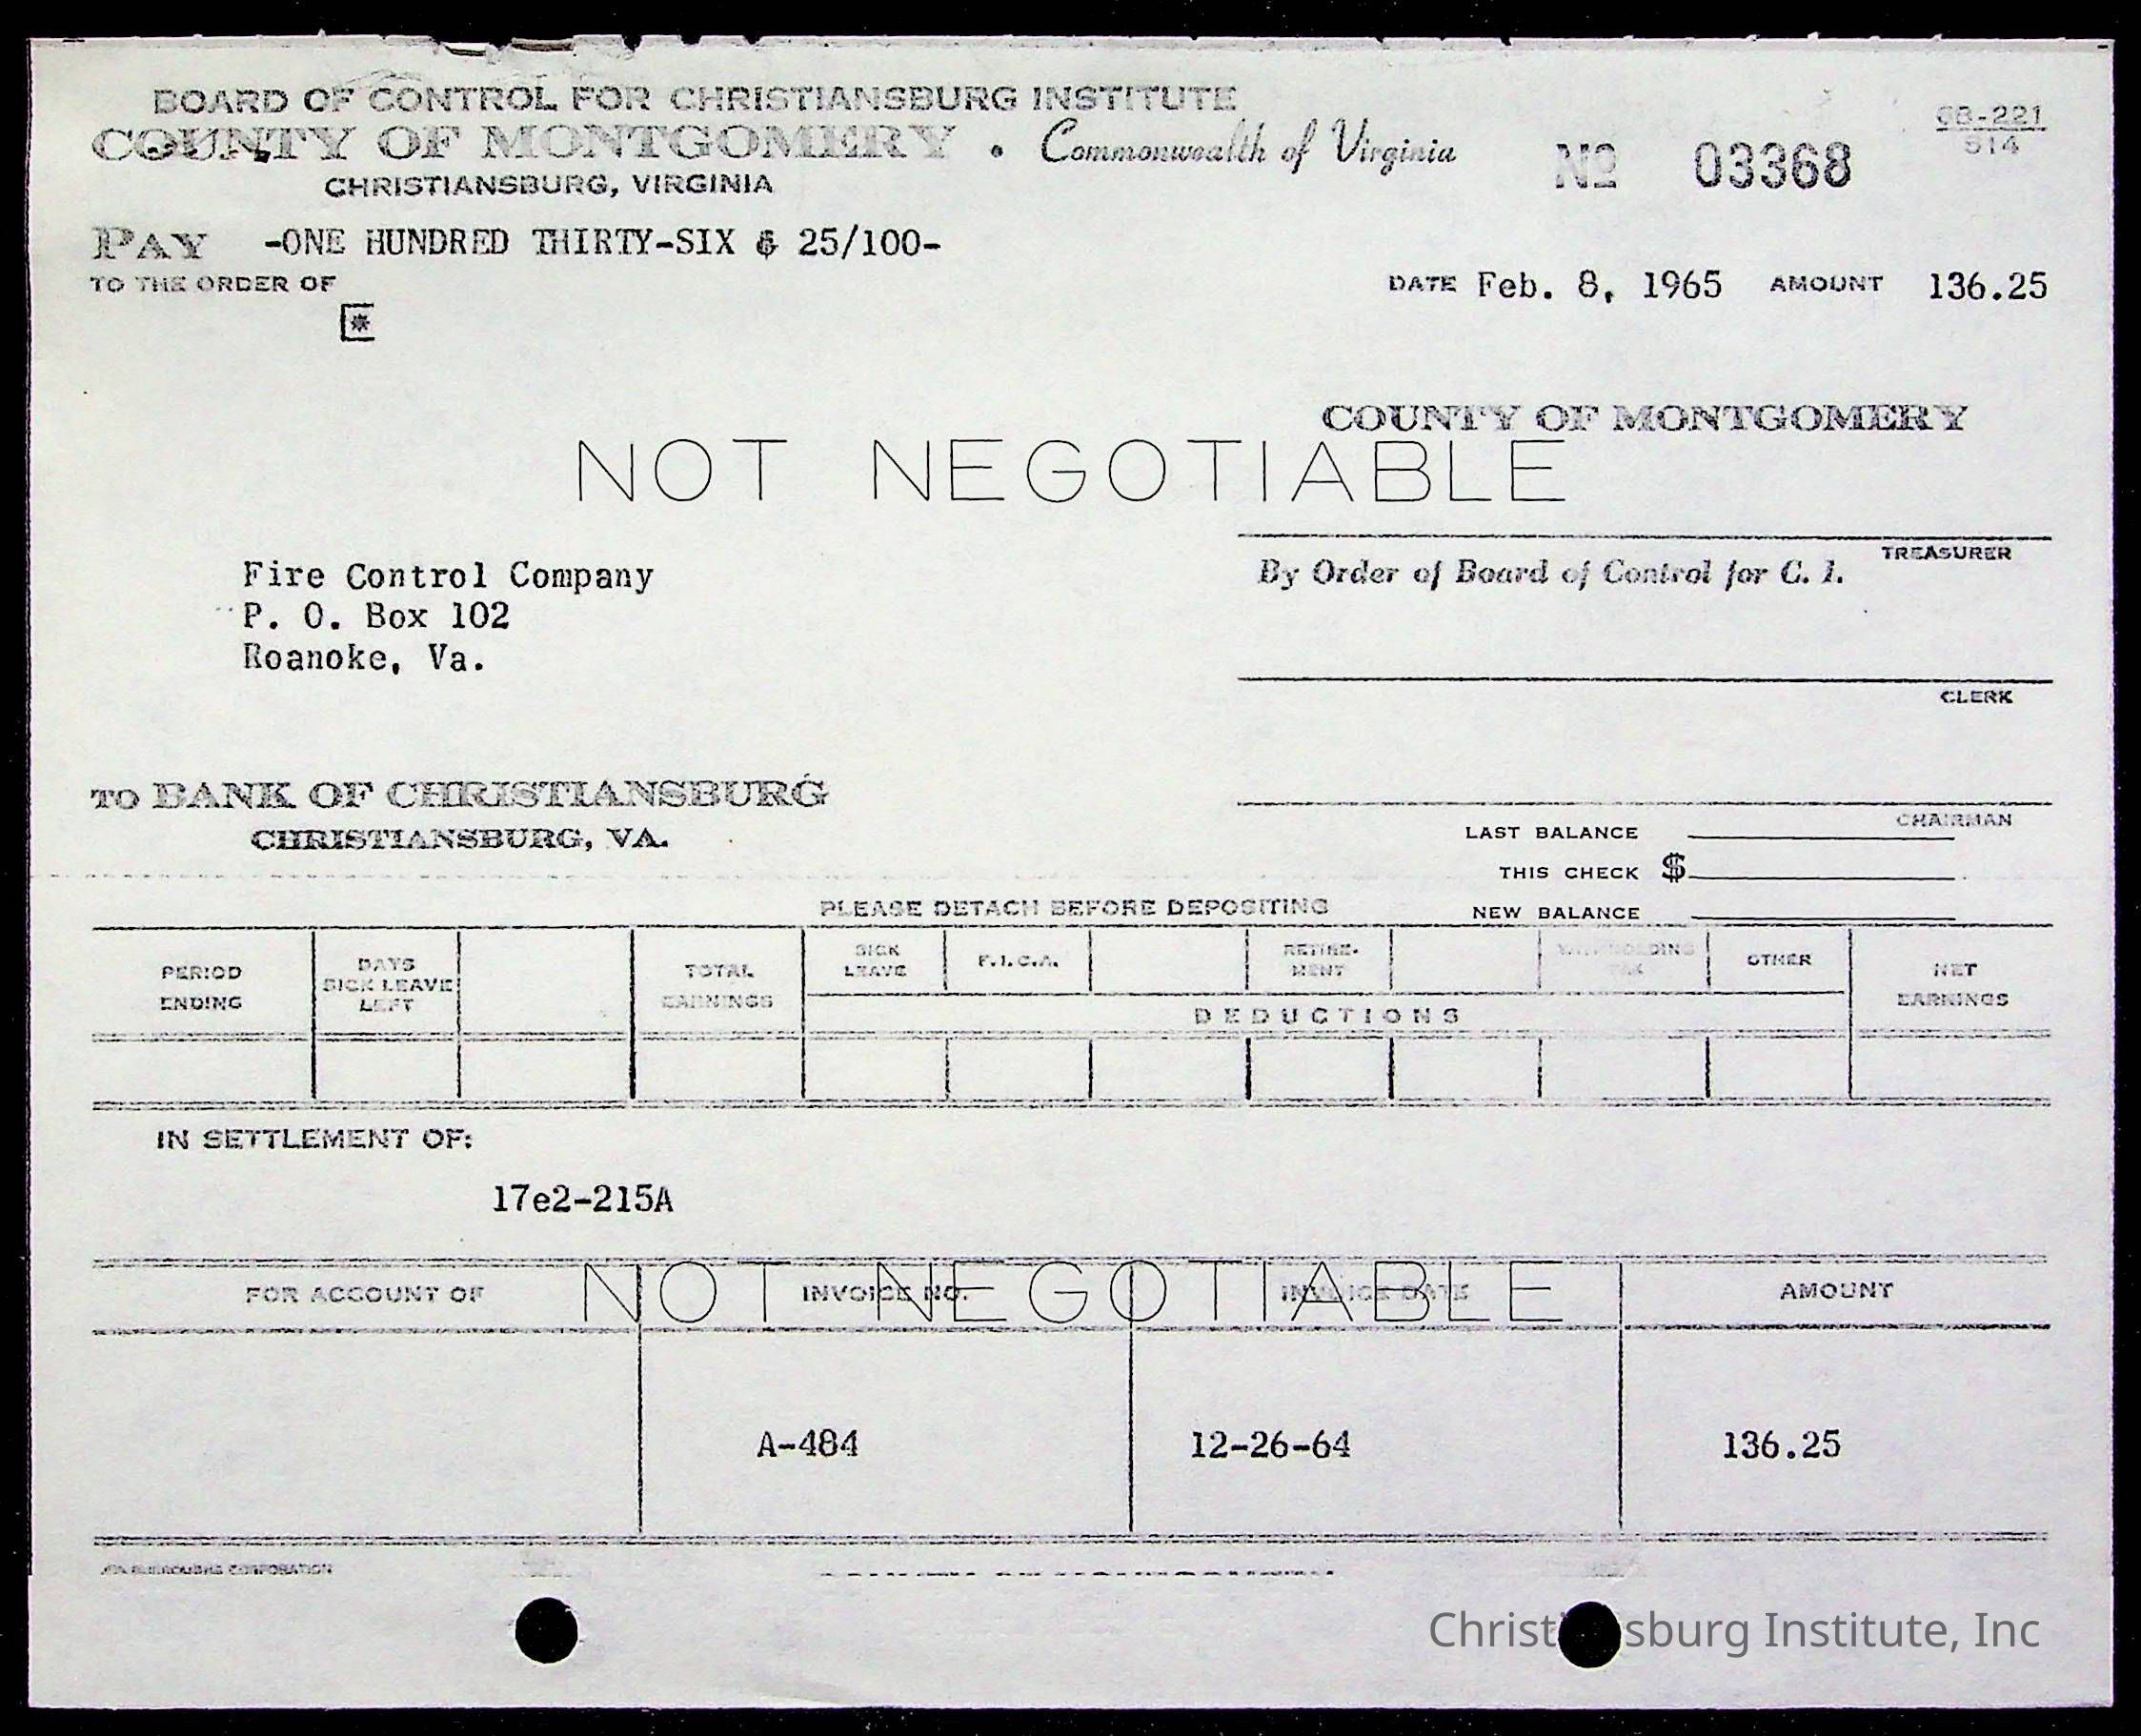 BOARD OF CONTROL FOR CHRISTIANSBURG INSTITUTE
COUNTY OF MONTGOMERY • Commonwealth of Virginia
CHRISTIANSBURG, VIRGINIA
No 03368
68-221
514
PAY -ONE HUNDRED THIRTY-SIX & 25/100-
TO THE ORDER OF
DATE Feb. 8, 1965 AMOUNT 136.25
COUNTY OF MONTGOMERY
NOT NEGOTIABLE
TREASURER
By Order of Board of Control for C. I.
Fire Control Company
P. O. Box 102
Roanoke, Va.
CLERK
TO BANK OF CHRISTIANSBURG
CHRISTIANSBURG, VA.
CHAIRMAN
LAST BALANCE
THIS CHECK $
NEW BALANCE
PLEASE DETACH BEFORE DEPOSITING
PERIOD ENDING
DAYS SICK LEAVE LEFT
TOTAL EARNINGS
SICK LEAVE
F.I.C.A.
RETIRE-MENT
WITHHOLDING TAX
OTHER
NET EARNINGS
DEDUCTIONS
IN SETTLEMENT OF:
17e2-215A
NOT NEGOTIABLE
FOR ACCOUNT OF INVOICE NO. INVOICE DATE AMOUNT
A-484 12-26-64 136.25
BURROUGHS CORPORATION
Christ sburg Institute, Inc